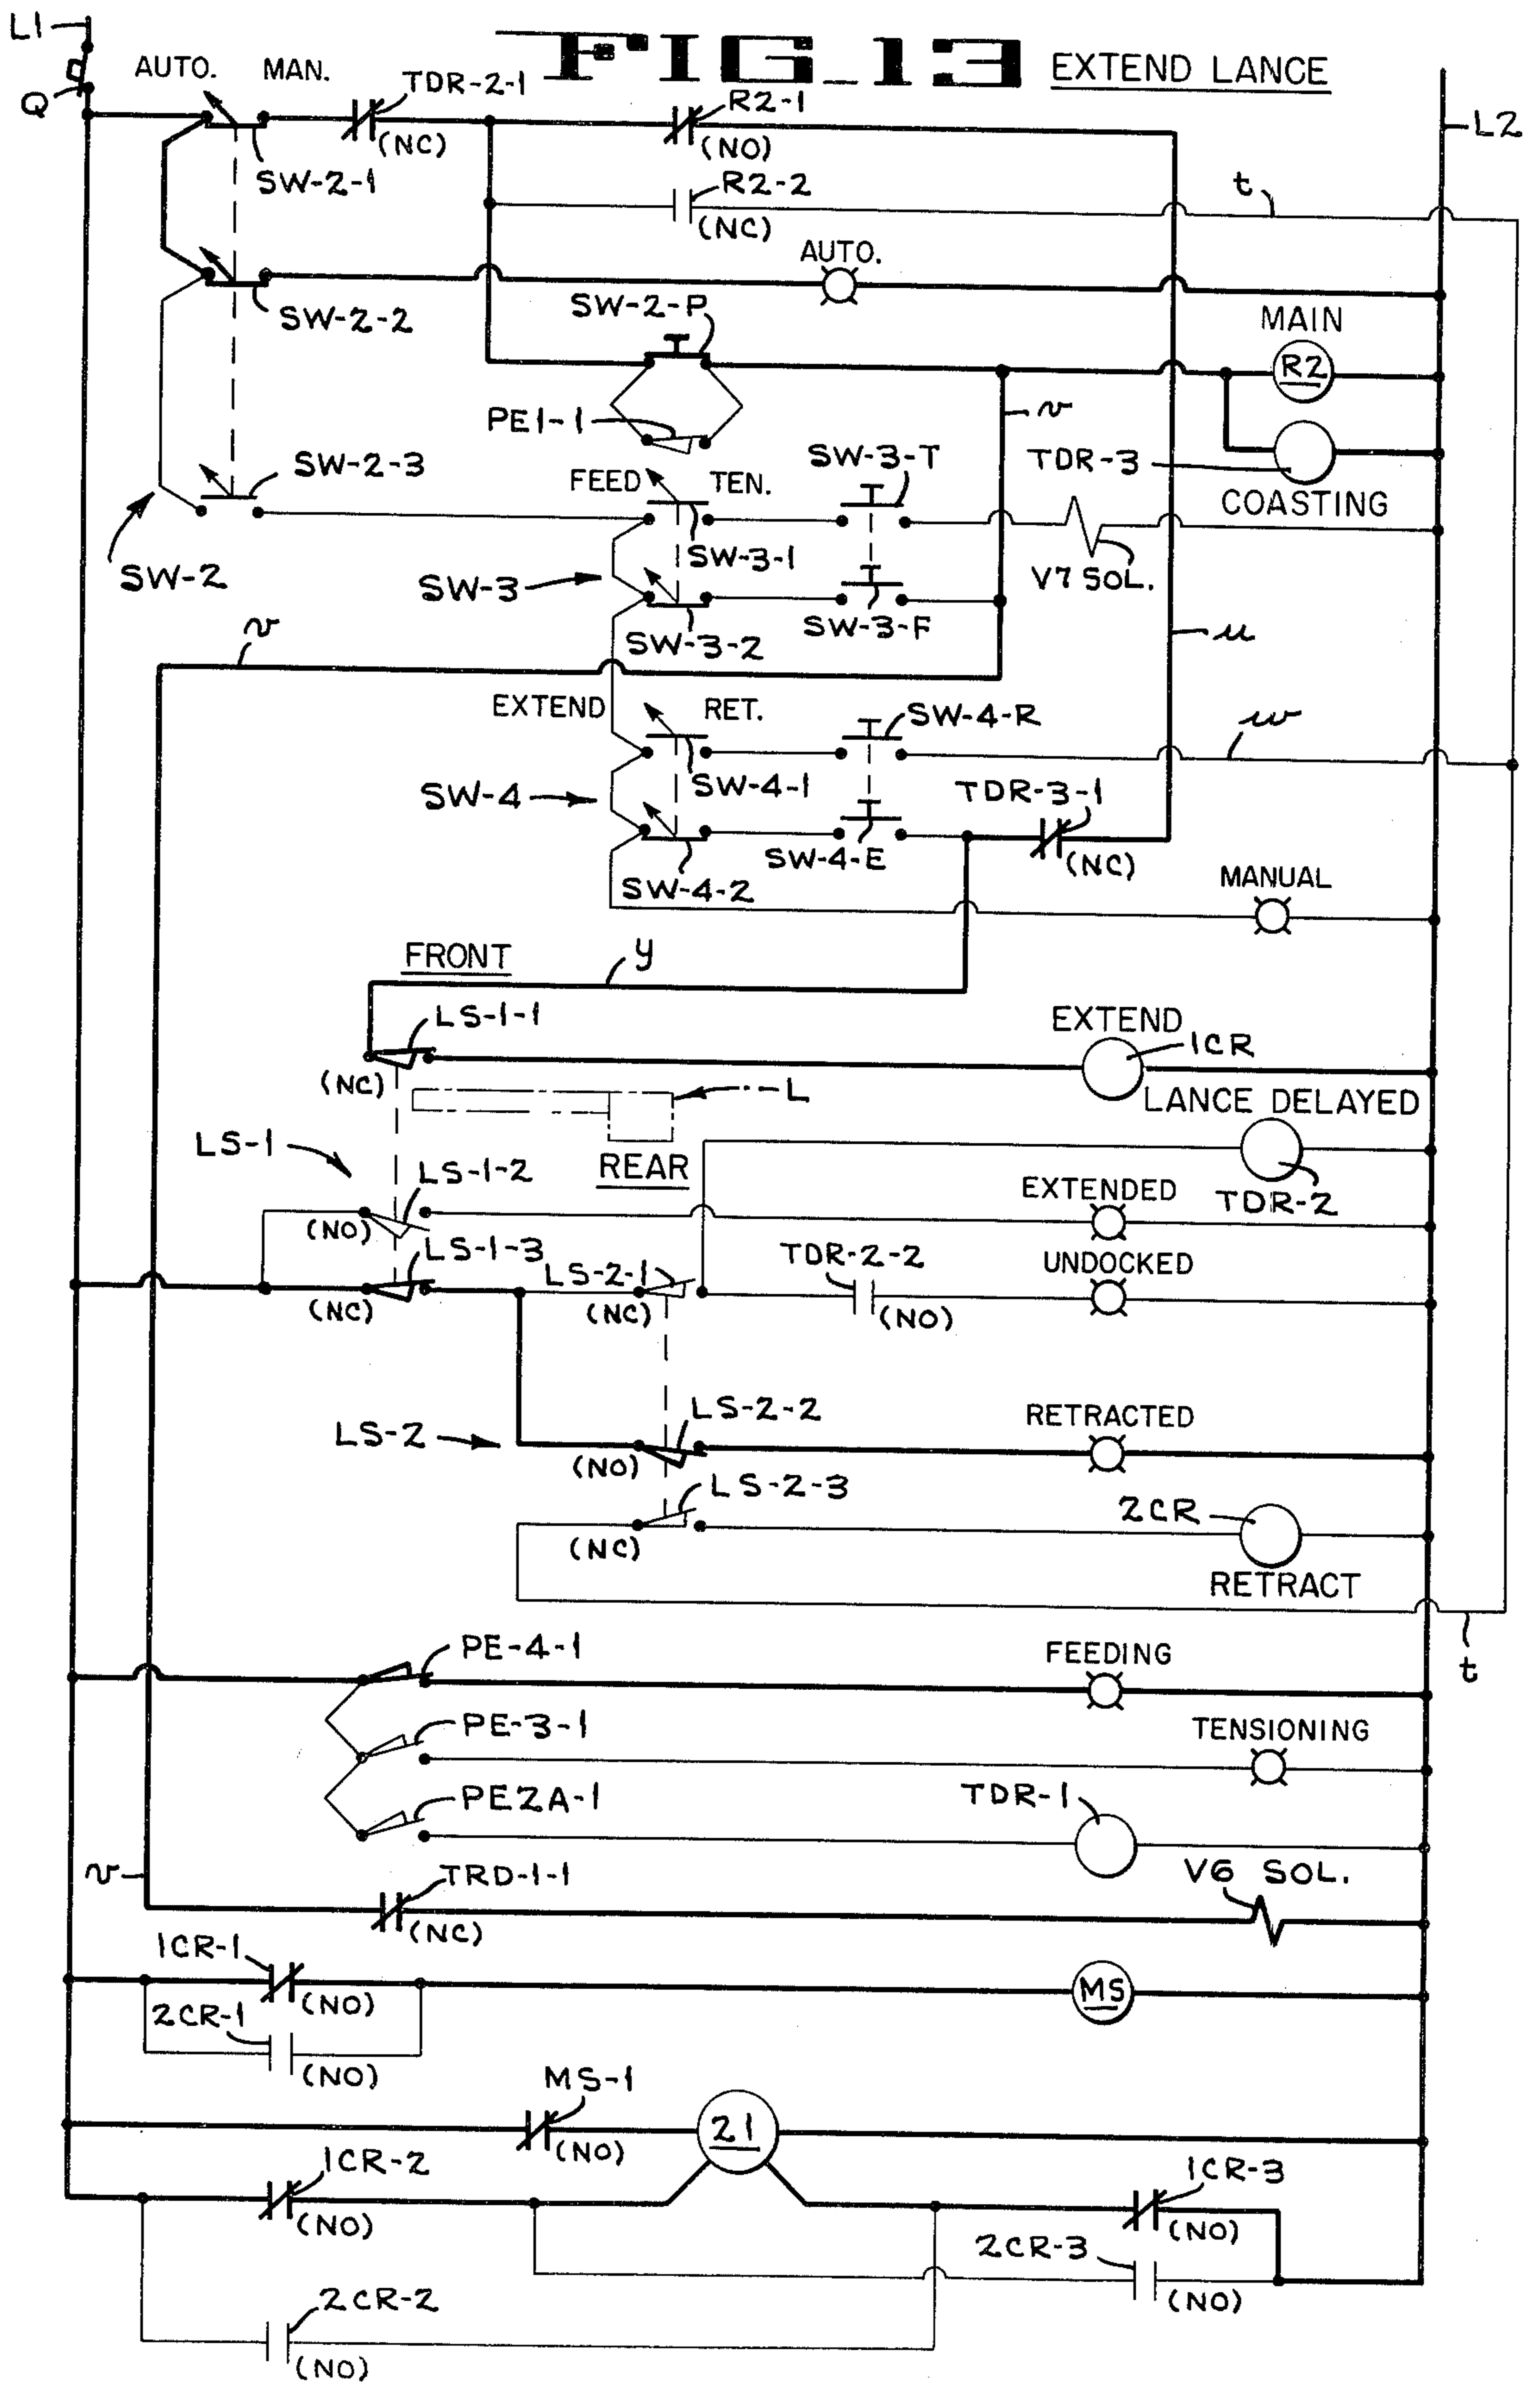 L1
FIG_13
EXTEND LANCE
AUTO. MAN.
TDR-2-1
Q
R2-1
L2
(NC)
(NO)
SW-2-1
R2-2
t
(NC)
AUTO.
SW-2-P
SW-2-2
MAIN
R2
PE1-1
v
SW-2-3
SW-3-T
TDR-3
FEED TEN.
COASTING
SW-3-1
SW-2
SW-3
V7 SOL.
SW-3-F
SW-3-2
u
v
EXTEND RET.
SW-4-R
w
SW-4-1
SW-4
TDR-3-1
SW-4-E
(NC)
SW-4-2
MANUAL
FRONT
y
LS-1-1
EXTEND
1CR
(NC)
L
LANCE DELAYED
LS-1
REAR
LS-1-2
EXTENDED
TDR-2
(NO)
LS-1-3
TDR-2-2
UNDOCKED
LS-2-1
(NC)
(NC)
(NO)
LS-2-2
RETRACTED
LS-2
(NO)
LS-2-3
2CR
(NC)
RETRACT
PE-4-1
FEEDING
t
PE-3-1
TENSIONING
PE2A-1
TDR-1
v
TRD-1-1
V6 SOL.
(NC)
1CR-1
(NO)
MS
2CR-1
(NO)
MS-1
21
(NO)
1CR-2
1CR-3
(NO)
(NO)
2CR-3
(NO)
2CR-2
(NO)